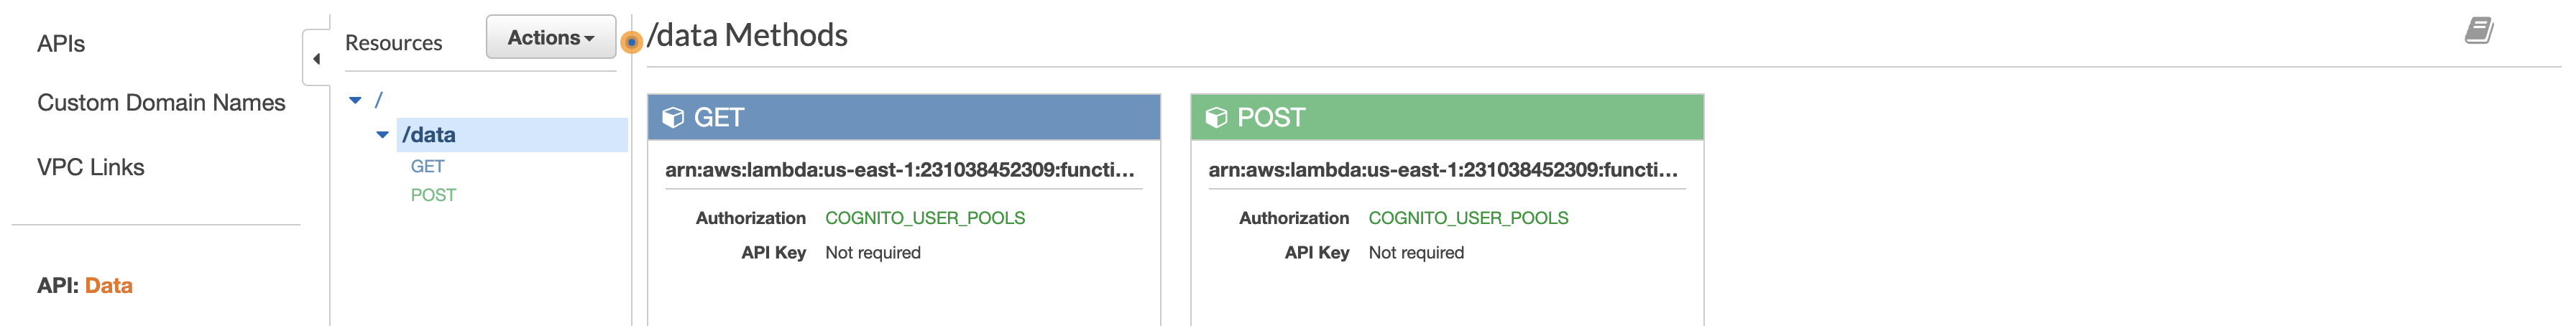 APIs
Custom Domain Names
VPC Links
API: Data
Resources
Actions
/
/data
GET
POST
/data Methods
GET
arn:aws:lambda:us-east-1:231038452309:functi...
Authorization COGNITO_USER_POOLS
API Key Not required
POST
arn:aws:lambda:us-east-1:231038452309:functi...
Authorization COGNITO_USER_POOLS
API Key Not required